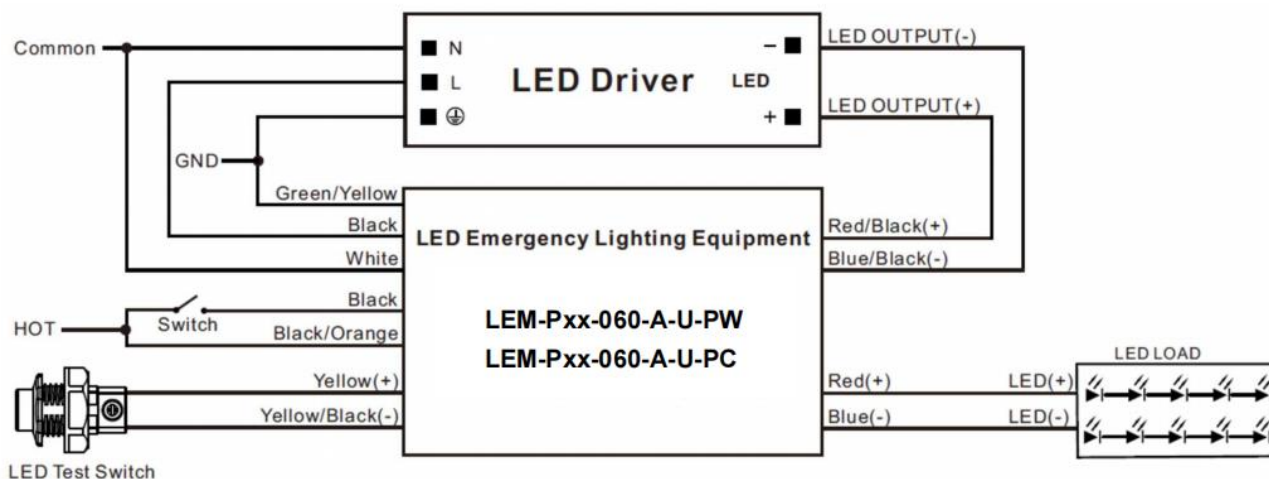 Common
N
L
LED Driver
LED
−
+
LED OUTPUT(-)
LED OUTPUT(+)
GND
Green/Yellow
Black
White
Black
HOT
Switch
Black/Orange
Yellow(+)
Yellow/Black(-)
LED Test Switch
LED Emergency Lighting Equipment
LEM-Pxx-060-A-U-PW
LEM-Pxx-060-A-U-PC
Red/Black(+)
Blue/Black(-)
Red(+)
Blue(-)
LED(+)
LED(-)
LED LOAD